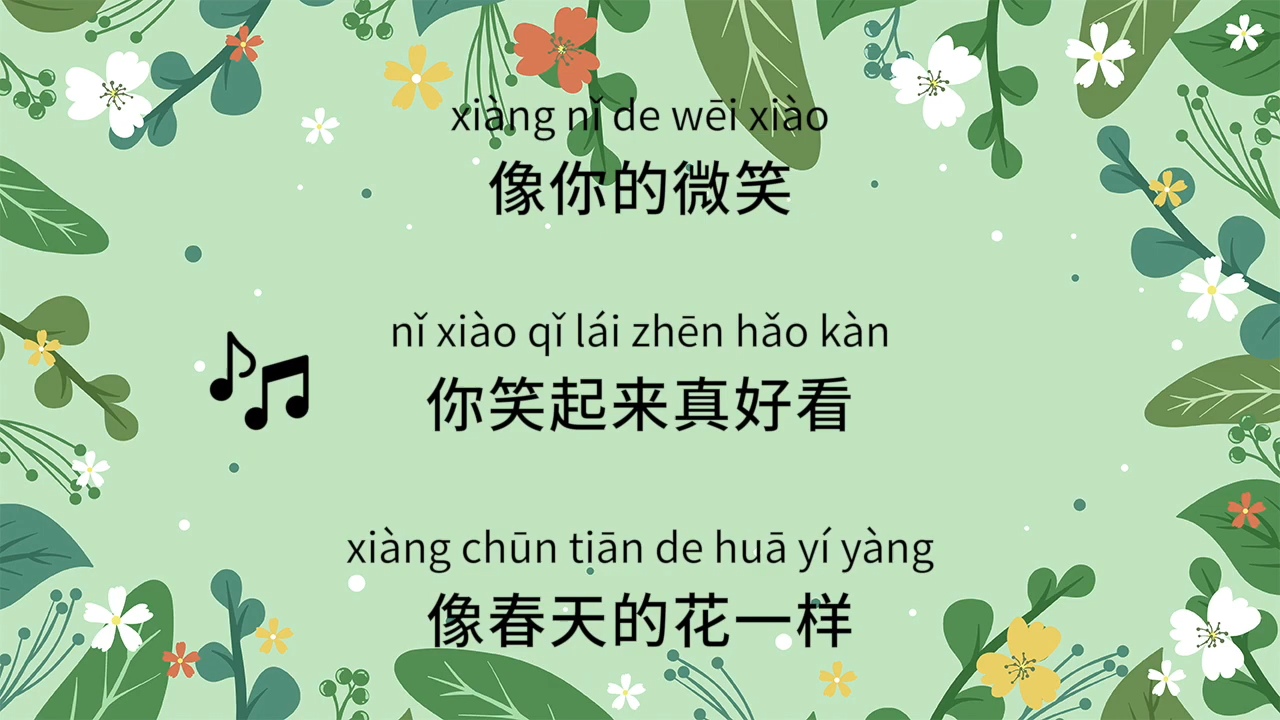 xiàng nǐ de wēi xiào
像你的微笑
nǐ xiào qǐ lái zhēn hǎo kàn
你笑起来真好看
xiàng chūn tiān de huā yí yàng
像春天的花一样